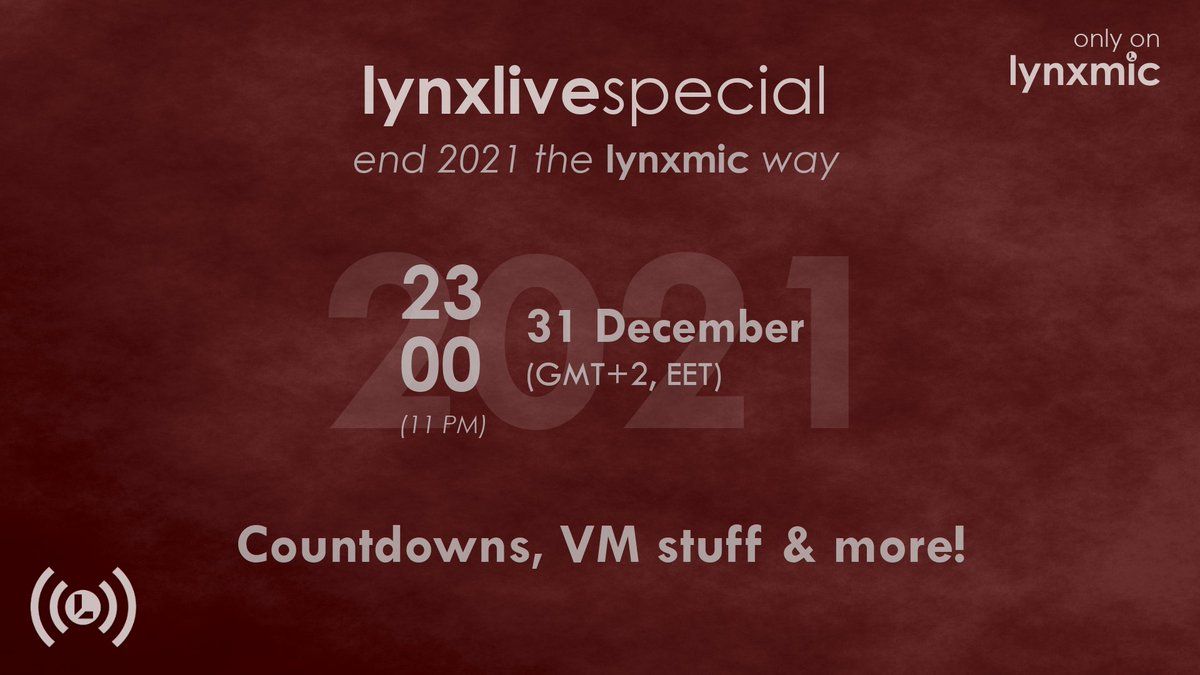 only on
lynxmic
lynxlivespecial
end 2021 the lynxmic way
2021
23
00
(11 PM)
31 December
(GMT+2, EET)
Countdowns, VM stuff & more!
L